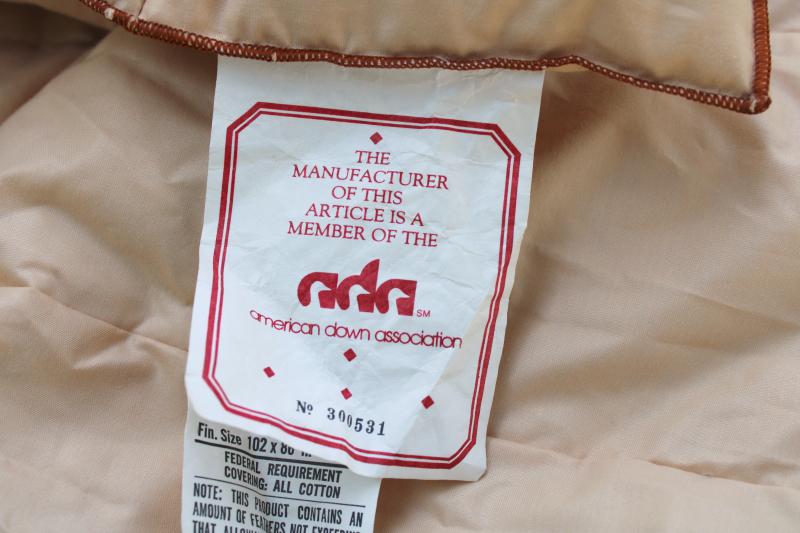 THE
MANUFACTURER
OF THIS
ARTICLE IS A
MEMBER OF THE
ada SM
american down association
No 300531
Fin. Size 102 x 86
FEDERAL REQUIREMENT
COVERING: ALL COTTON
NOTE: THIS PRODUCT CONTAINS AN
AMOUNT OF FEATHERS NOT EXCEEDING
THAT